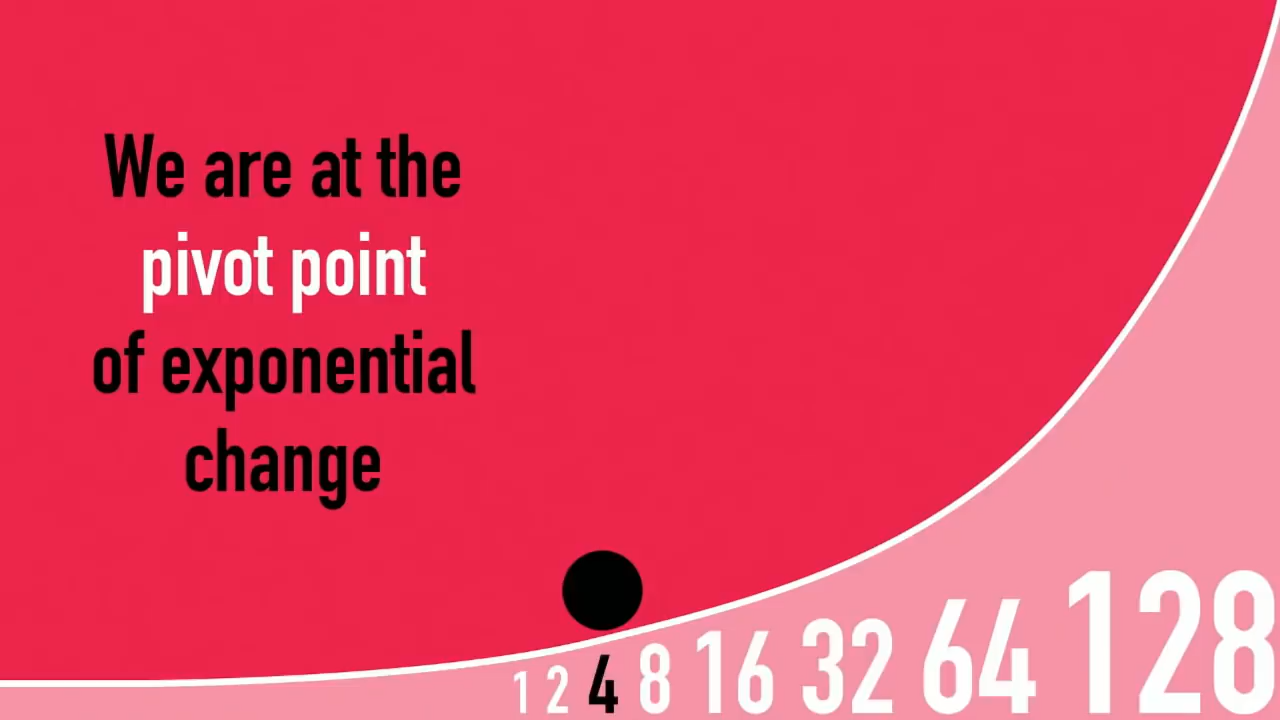 We are at the
pivot point
of exponential
change
1 2 4 8 16 32 64 128